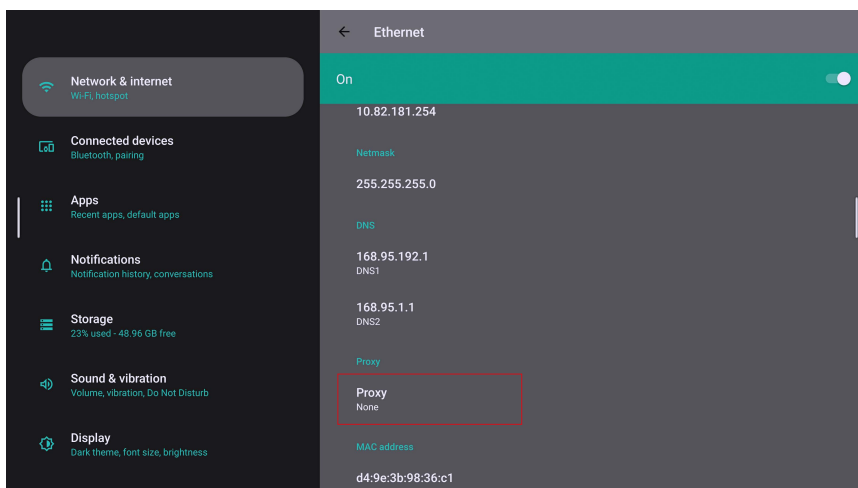 Network & internet
Wi-Fi, hotspot
Connected devices
Bluetooth, pairing
Apps
Recent apps, default apps
Notifications
Notification history, conversations
Storage
23% used - 48.96 GB free
Sound & vibration
Volume, vibration, Do Not Disturb
Display
Dark theme, font size, brightness
Ethernet
On
10.82.181.254
Netmask
255.255.255.0
DNS
168.95.192.1
DNS1
168.95.1.1
DNS2
Proxy
Proxy
None
MAC address
d4:9e:3b:98:36:c1